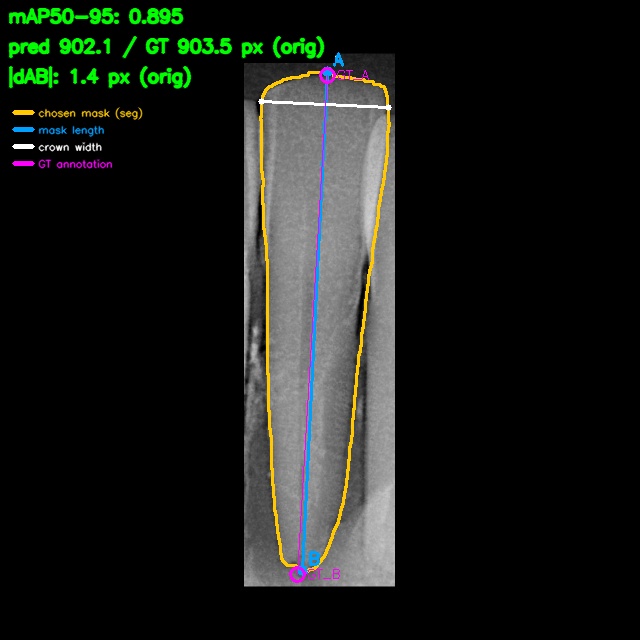 mAP50-95: 0.895
pred 902.1 / GT 903.5 px (orig)
|dAB|: 1.4 px (orig)
chosen mask (seg)
mask length
crown width
GT annotation
A
GT_A
B
GT_B